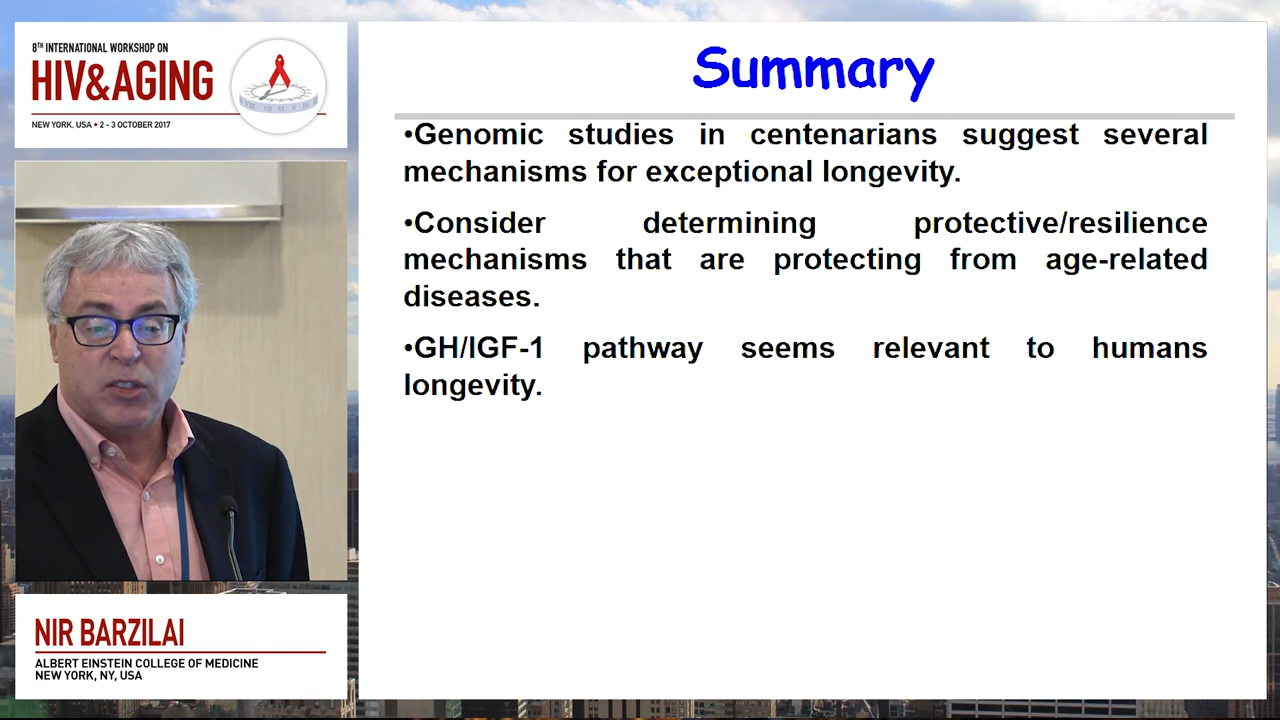 8TH INTERNATIONAL WORKSHOP ON
HIV&AGING
NEW YORK, USA • 2 - 3 OCTOBER 2017
NIR BARZILAI
ALBERT EINSTEIN COLLEGE OF MEDICINE
NEW YORK, NY, USA
Summary
•Genomic studies in centenarians suggest several
mechanisms for exceptional longevity.
•Consider determining protective/resilience
mechanisms that are protecting from age-related
diseases.
•GH/IGF-1 pathway seems relevant to humans
longevity.